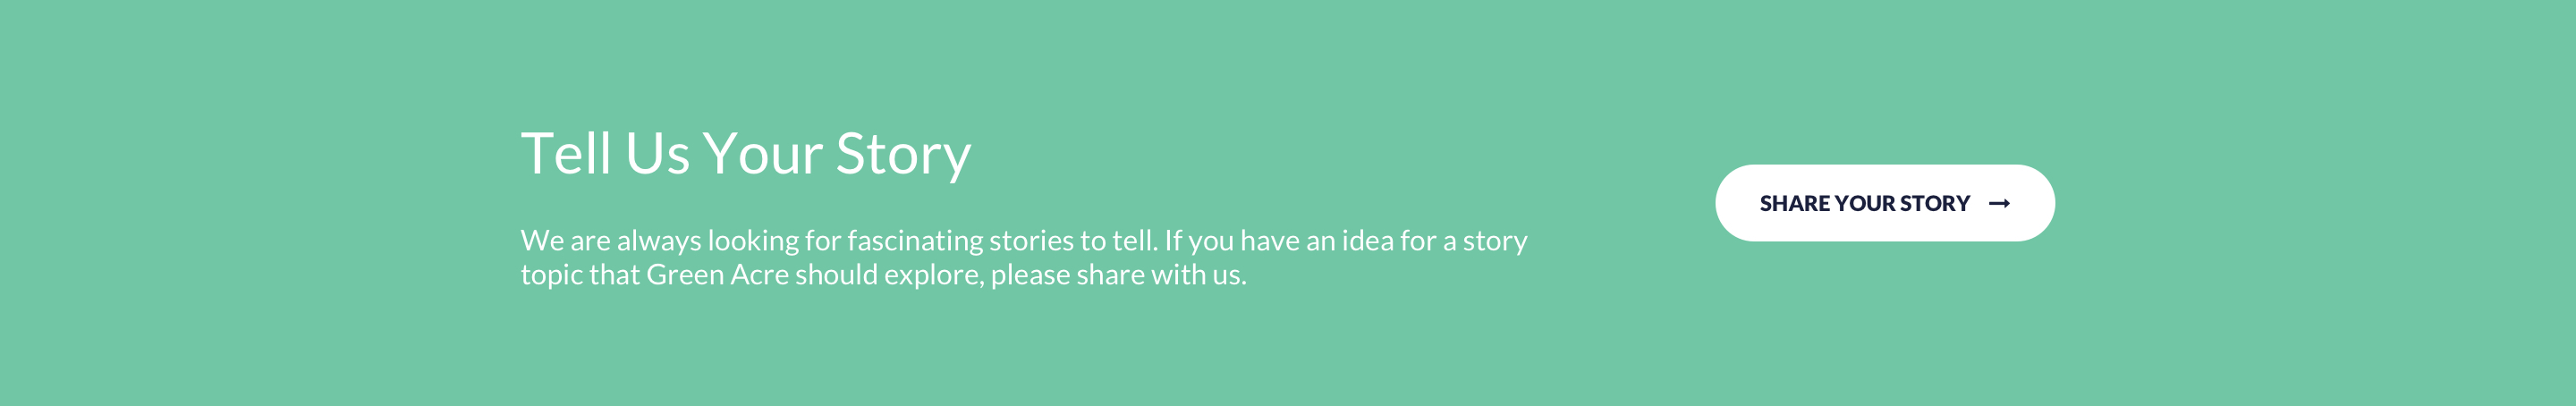 Tell Us Your Story
We are always looking for fascinating stories to tell. If you have an idea for a story
topic that Green Acre should explore, please share with us.
SHARE YOUR STORY →